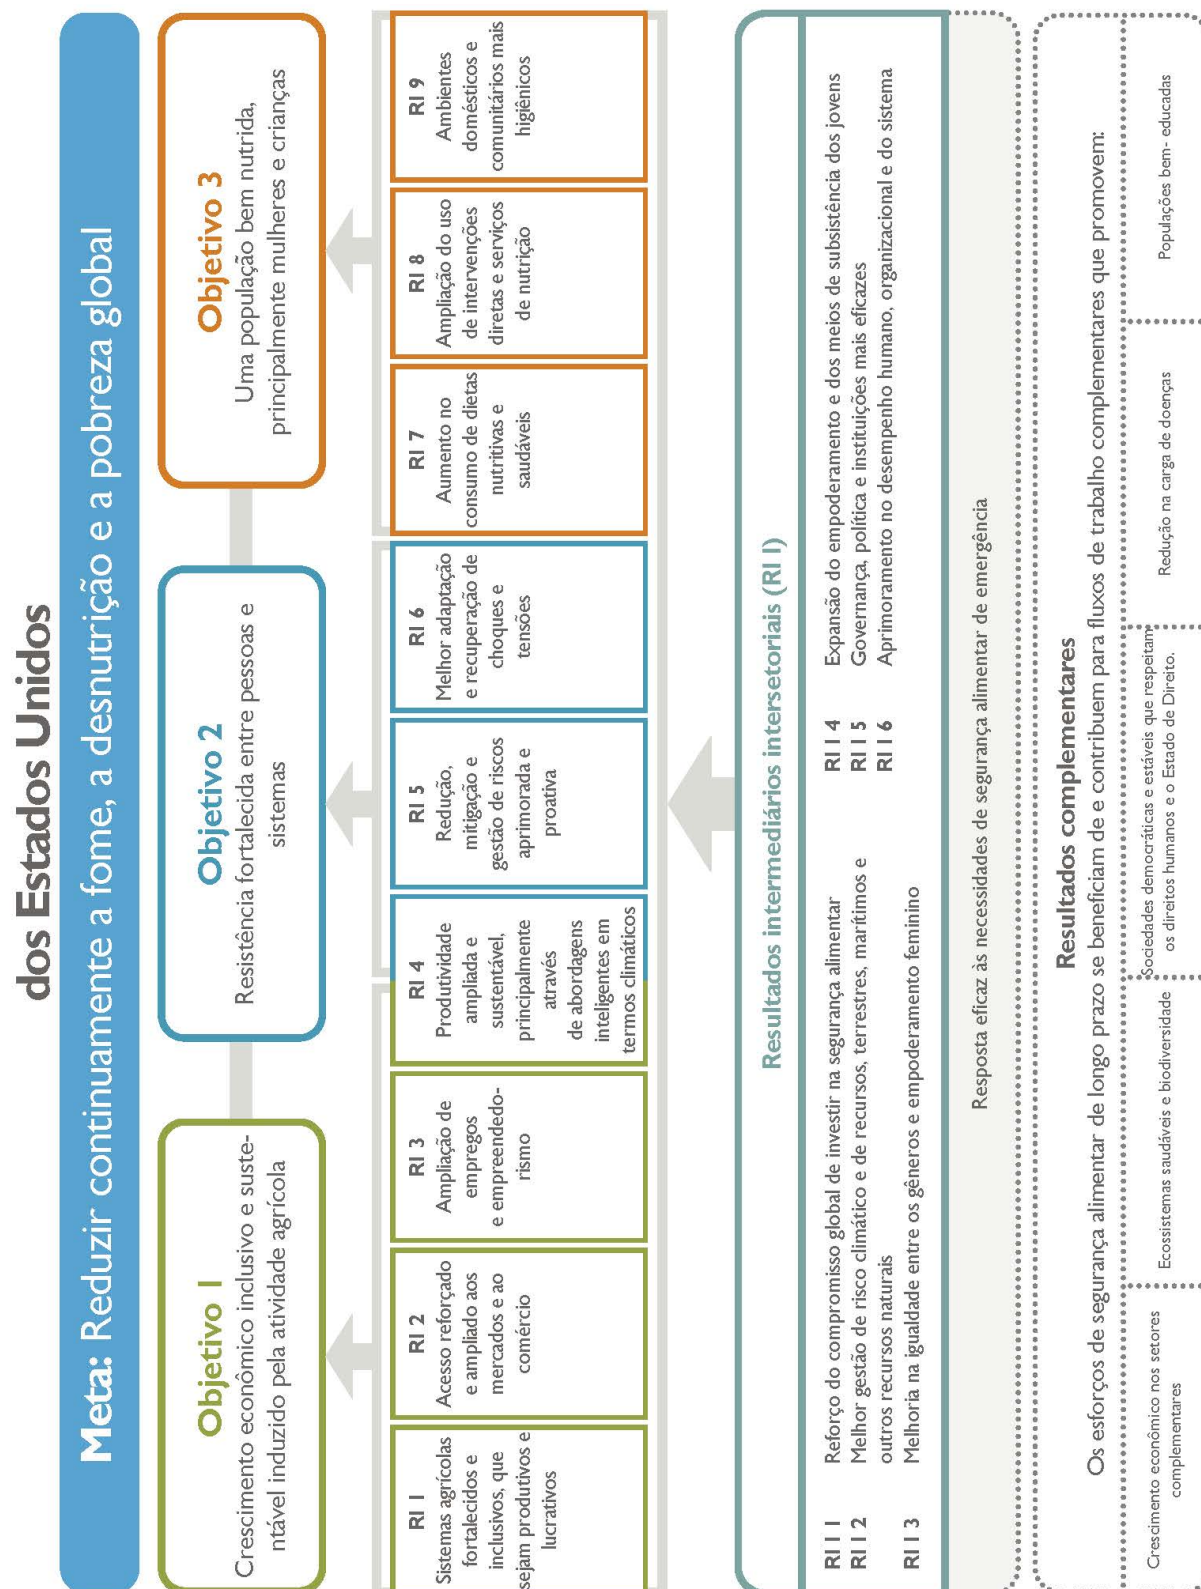 dos Estados Unidos
Meta: Reduzir continuamente a fome, a desnutrição e a pobreza global
Objetivo 1
Crescimento econômico inclusivo e suste-
ntável induzido pela atividade agrícola
Objetivo 2
Resistência fortalecida entre pessoas e
sistemas
Objetivo 3
Uma população bem nutrida,
principalmente mulheres e crianças
RI 1
Sistemas agrícolas
fortalecidos e
inclusivos, que
sejam produtivos e
lucrativos
RI 2
Acesso reforçado
e ampliado aos
mercados e ao
comércio
RI 3
Ampliação de
empregos
e empreendedo-
rismo
RI 4
Produtividade
ampliada e
sustentável,
principalmente
através
de abordagens
inteligentes em
termos climáticos
RI 5
Redução,
mitigação e
gestão de riscos
aprimorada e
proativa
RI 6
Melhor adaptação
e recuperação de
choques e
tensões
RI 7
Aumento no
consumo de dietas
nutritivas e
saudáveis
RI 8
Ampliação do uso
de intervenções
diretas e serviços
de nutrição
RI 9
Ambientes
domésticos e
comunitários mais
higiênicos
Resultados intermediários intersetoriais (RI I)
RI I 1 Reforço do compromisso global de investir na segurança alimentar
RI I 2 Melhor gestão de risco climático e de recursos, terrestres, marítimos e
outros recursos naturais
RI I 3 Melhoria na igualdade entre os gêneros e empoderamento feminino
RI I 4 Expansão do empoderamento e dos meios de subsistência dos jovens
RI I 5 Governança, política e instituições mais eficazes
RI I 6 Aprimoramento no desempenho humano, organizacional e do sistema
Resposta eficaz às necessidades de segurança alimentar de emergência
Resultados complementares
Os esforços de segurança alimentar de longo prazo se beneficiam de e contribuem para fluxos de trabalho complementares que promovem:
Crescimento econômico nos setores
complementares
Ecossistemas saudáveis e biodiversidade
Sociedades democráticas e estáveis que respeitam
os direitos humanos e o Estado de Direito.
Redução na carga de doenças
Populações bem- educadas